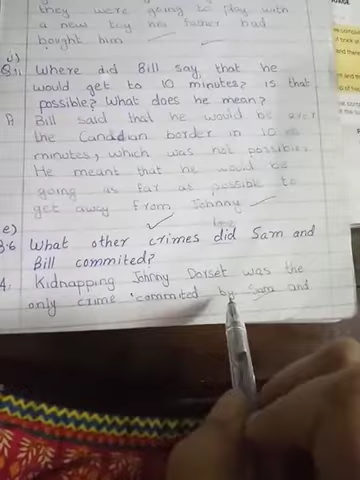 they were going to play with
a new toy his father had
bought him
d)
Q.11 Where did Bill say that he
would get to 10 minutes? is that
possible? What does he mean?
A Bill said that he would be over
the Canadian border in 10
minutes, which was not possible.
He meant that he would be
going as far as possible to
get away from Johnny
e)
What other crimes did Sam and
Bill commited?
Kidnapping Johnny Dorset was the
only crime commited by Sam and